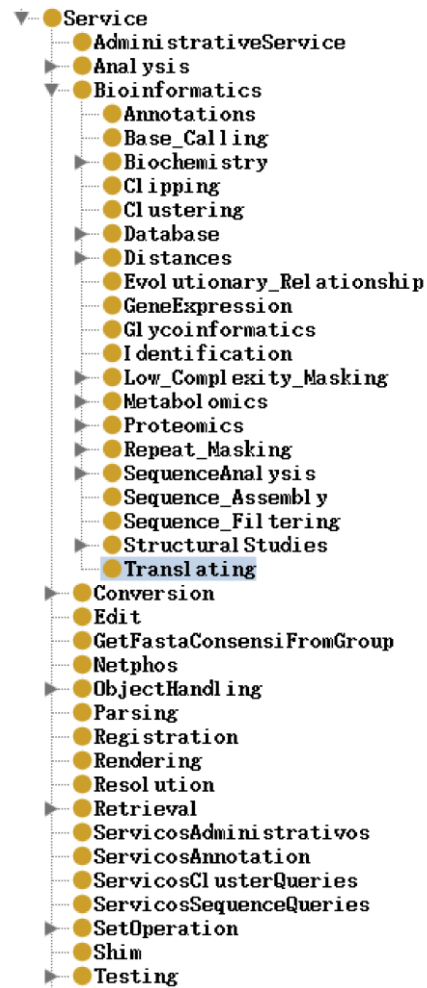 Service
AdministrativeService
Analysis
Bioinformatics
Annotations
Base_Calling
Biochemistry
Clipping
Clustering
Database
Distances
Evolutionary_Relationship
GeneExpression
Glycoinformatics
Identification
Low_Complexity_Masking
Metabolomics
Proteomics
Repeat_Masking
SequenceAnalysis
Sequence_Assembly
Sequence_Filtering
StructuralStudies
Translating
Conversion
Edit
GetFastaConsensiFromGroup
Netphos
ObjectHandling
Parsing
Registration
Rendering
Resolution
Retrieval
ServicosAdministrativos
ServicosAnnotation
ServicosClusterQueries
ServicosSequenceQueries
SetOperation
Shim
Testing